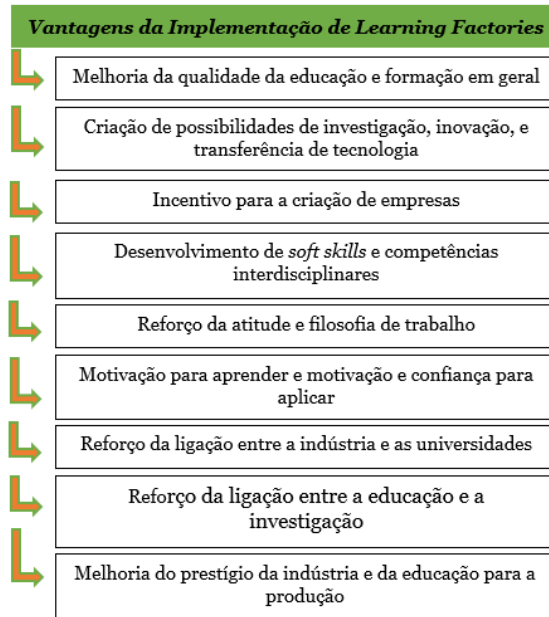 Vantagens da Implementação de Learning Factories
Melhoria da qualidade da educação e formação em geral
Criação de possibilidades de investigação, inovação, e
transferência de tecnologia
Incentivo para a criação de empresas
Desenvolvimento de soft skills e competências
interdisciplinares
Reforço da atitude e filosofia de trabalho
Motivação para aprender e motivação e confiança para
aplicar
Reforço da ligação entre a indústria e as universidades
Reforço da ligação entre a educação e a
investigação
Melhoria do prestígio da indústria e da educação para a
produção